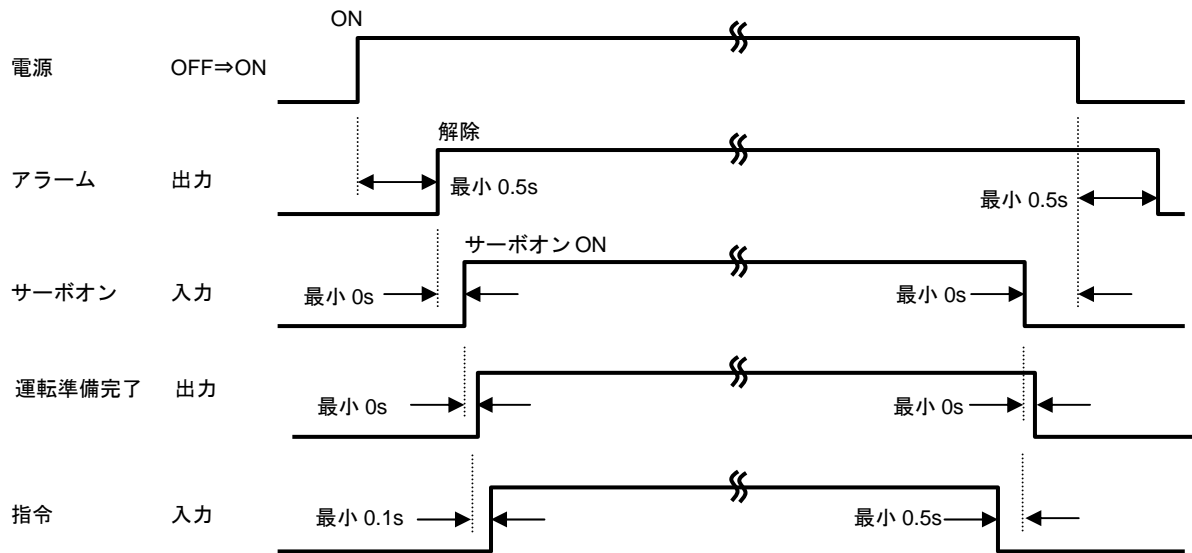 ON
電源 OFF⇒ON
解除
アラーム 出力 最小 0.5s 最小 0.5s
サーボオン ON
サーボオン 入力 最小 0s 最小 0s
運転準備完了 出力 最小 0s 最小 0s
指令 入力 最小 0.1s 最小 0.5s